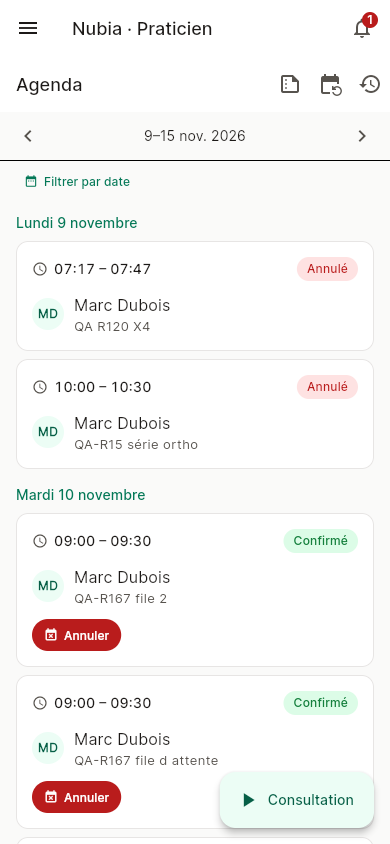 Nubia · Praticien
1
Agenda
9–15 nov. 2026
Filtrer par date
Lundi 9 novembre
07:17 – 07:47
Annulé
MD
Marc Dubois
QA R120 X4
10:00 – 10:30
Annulé
MD
Marc Dubois
QA-R15 série ortho
Mardi 10 novembre
09:00 – 09:30
Confirmé
MD
Marc Dubois
QA-R167 file 2
Annuler
09:00 – 09:30
Confirmé
MD
Marc Dubois
QA-R167 file d attente
Annuler
Consultation